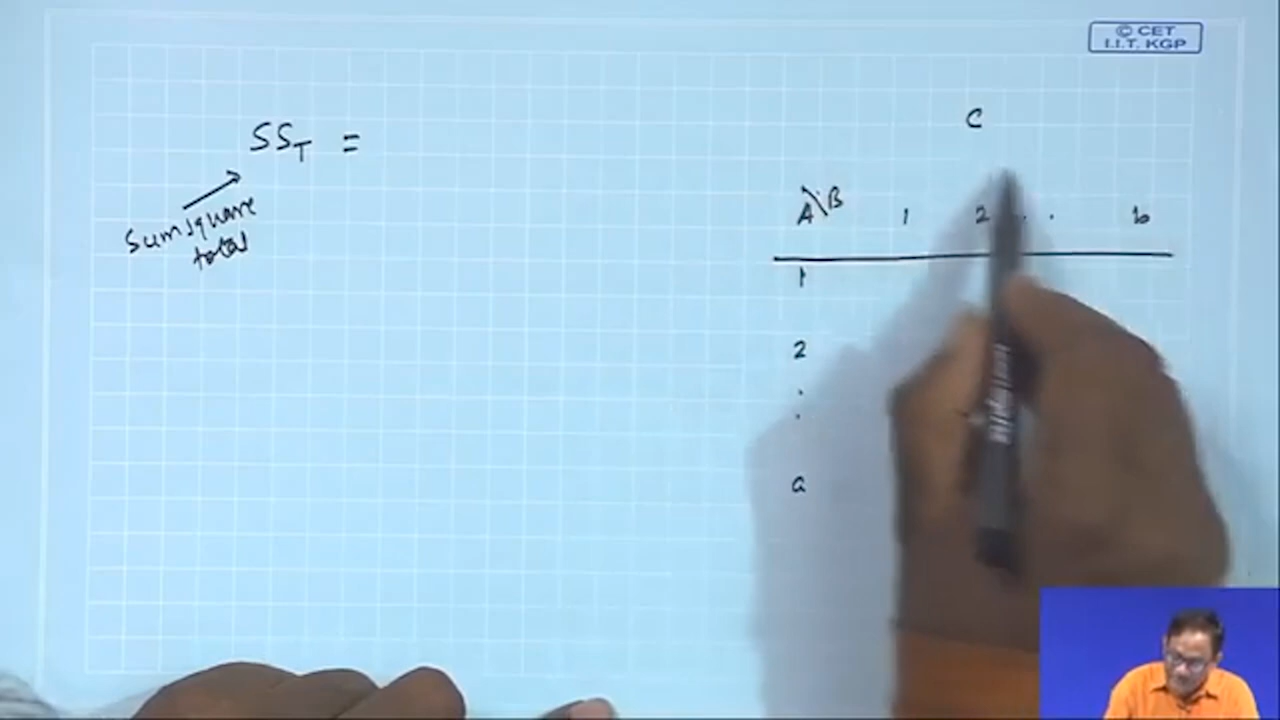 © CET
I.I.T. KGP
SS_T =
Sum square
total
C
A\B 1 2 . . b
1
2
:
a